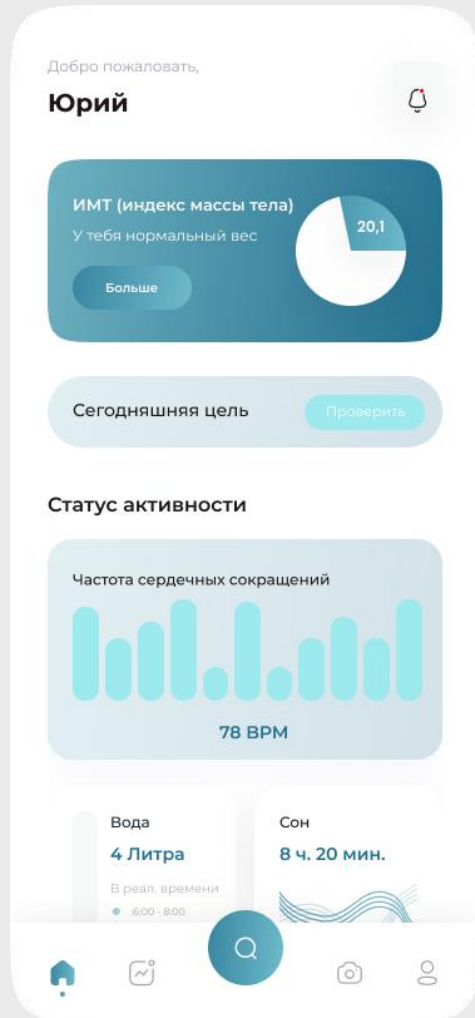 Добро пожаловать,
Юрий
ИМТ (индекс массы тела)
У тебя нормальный вес
20,1
Больше
Сегодняшняя цель
Проверить
Статус активности
Частота сердечных сокращений
78 BPM
Вода
4 Литра
В реал. времени
6:00 - 8:00
Сон
8 ч. 20 мин.